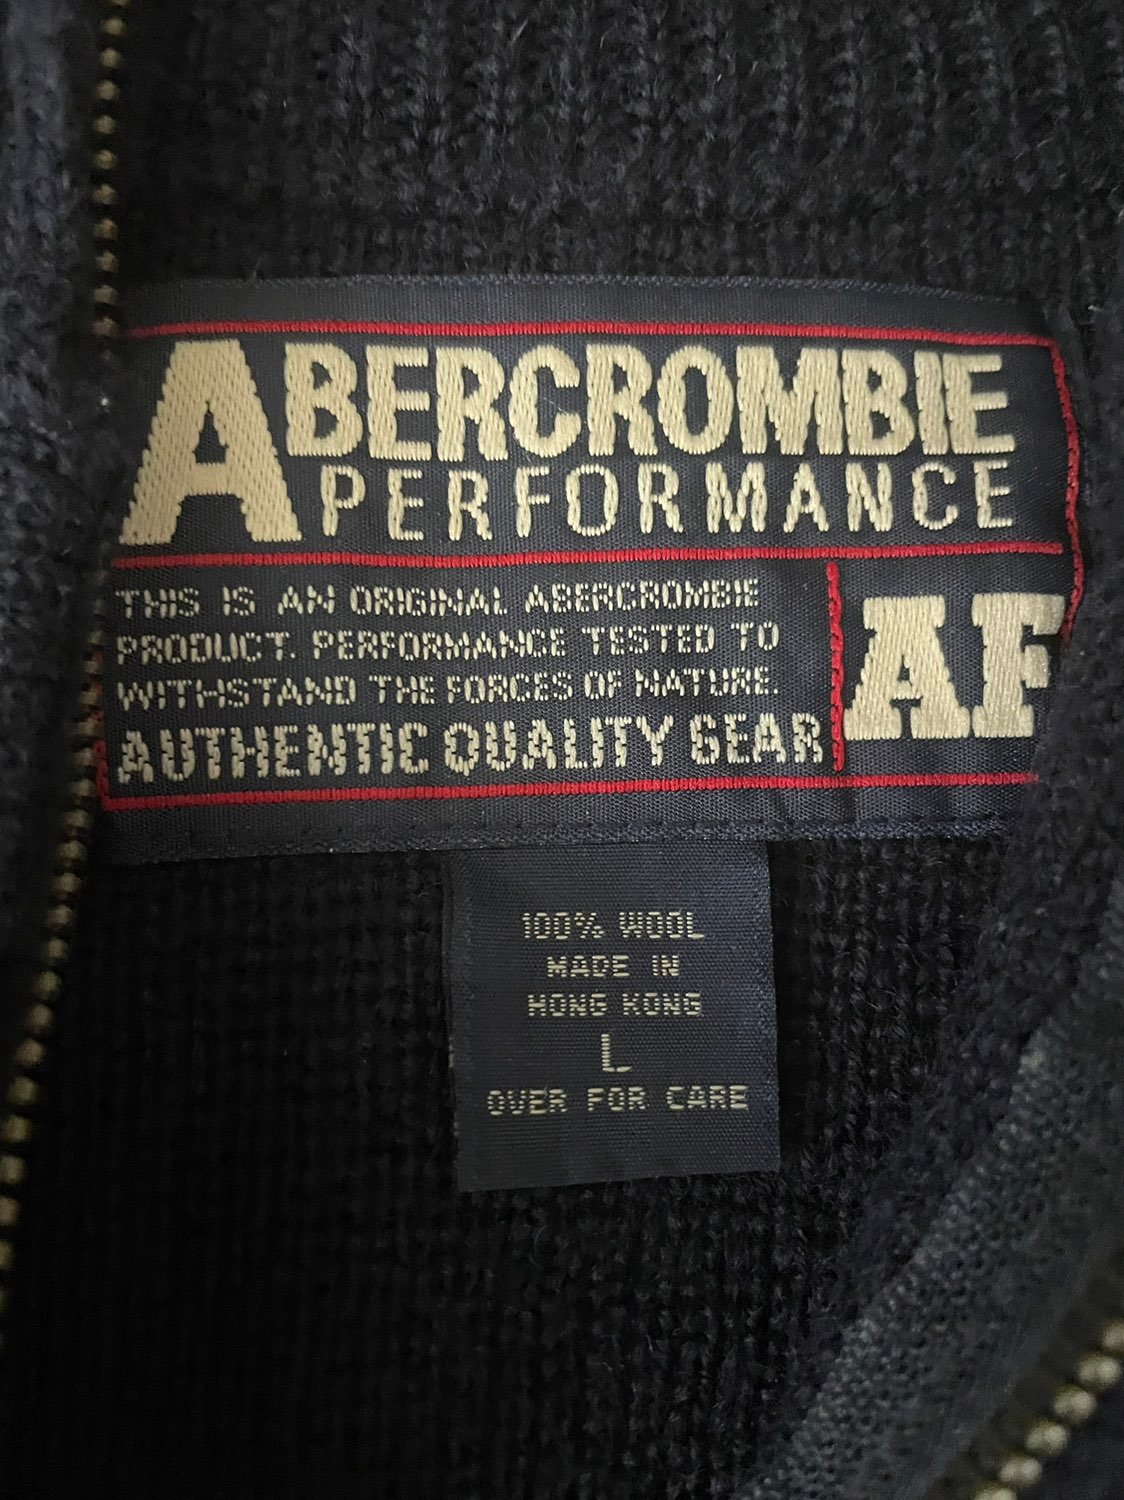 ABERCROMBIE
PERFORMANCE
THIS IS AN ORIGINAL ABERCROMBIE
PRODUCT. PERFORMANCE TESTED TO
WITHSTAND THE FORCES OF NATURE.
AUTHENTIC QUALITY GEAR
AF
100% WOOL
MADE IN
HONG KONG
L
OVER FOR CARE